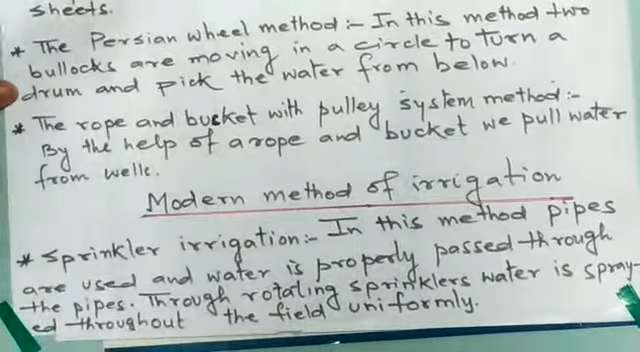 sheets.
* The Persian wheel method :- In this method two
bullocks are moving in a circle to turn a
drum and pick the water from below.
* The rope and bucket with pulley system method :-
By the help of a rope and bucket we pull water
from wells.
Modern method of irrigation
* Sprinkler irrigation :- In this method pipes
are used and water is properly passed through
the pipes. Through rotating sprinklers water is spray-
ed throughout the field uniformly.